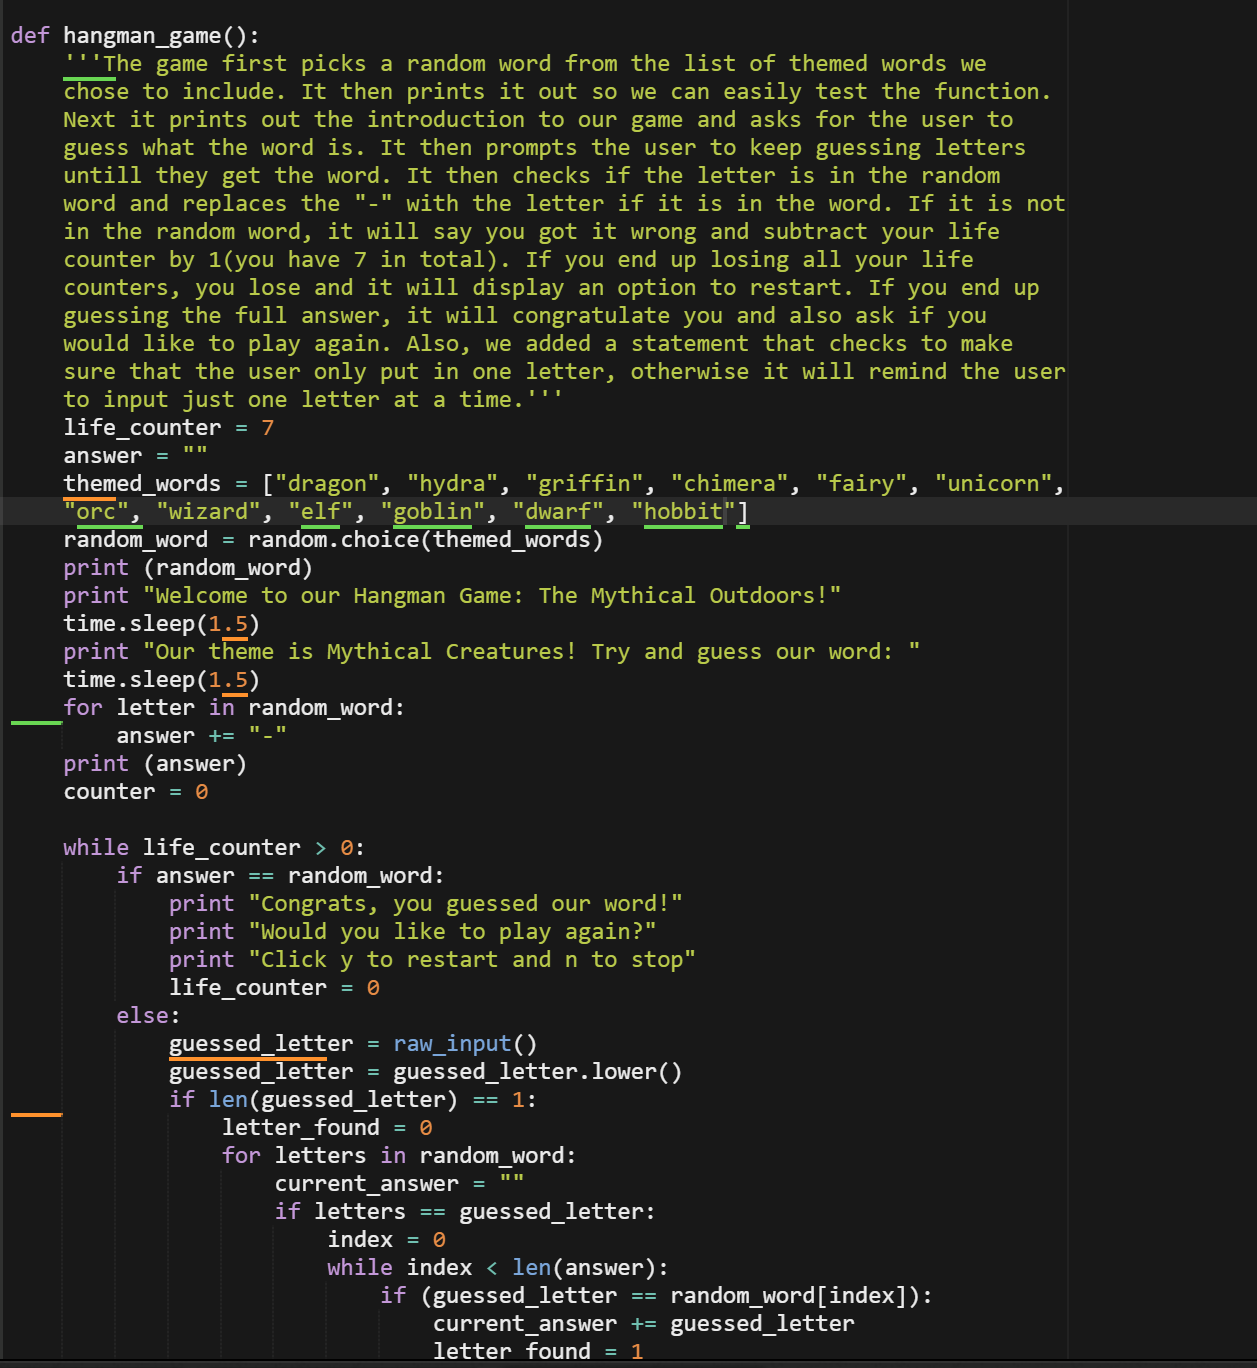 def hangman_game():
    '''The game first picks a random word from the list of themed words we
    chose to include. It then prints it out so we can easily test the function.
    Next it prints out the introduction to our game and asks for the user to
    guess what the word is. It then prompts the user to keep guessing letters
    untill they get the word. It then checks if the letter is in the random
    word and replaces the "-" with the letter if it is in the word. If it is not
    in the random word, it will say you got it wrong and subtract your life
    counter by 1(you have 7 in total). If you end up losing all your life
    counters, you lose and it will display an option to restart. If you end up
    guessing the full answer, it will congratulate you and also ask if you
    would like to play again. Also, we added a statement that checks to make
    sure that the user only put in one letter, otherwise it will remind the user
    to input just one letter at a time.'''
    life_counter = 7
    answer = ""
    themed_words = ["dragon", "hydra", "griffin", "chimera", "fairy", "unicorn",
    "orc", "wizard", "elf", "goblin", "dwarf", "hobbit"]
    random_word = random.choice(themed_words)
    print (random_word)
    print "Welcome to our Hangman Game: The Mythical Outdoors!"
    time.sleep(1.5)
    print "Our theme is Mythical Creatures! Try and guess our word: "
    time.sleep(1.5)
    for letter in random_word:
        answer += "-"
    print (answer)
    counter = 0

    while life_counter > 0:
        if answer == random_word:
            print "Congrats, you guessed our word!"
            print "Would you like to play again?"
            print "Click y to restart and n to stop"
            life_counter = 0
        else:
            guessed_letter = raw_input()
            guessed_letter = guessed_letter.lower()
            if len(guessed_letter) == 1:
                letter_found = 0
                for letters in random_word:
                    current_answer = ""
                    if letters == guessed_letter:
                        index = 0
                        while index < len(answer):
                            if (guessed_letter == random_word[index]):
                                current_answer += guessed_letter
                                letter_found = 1